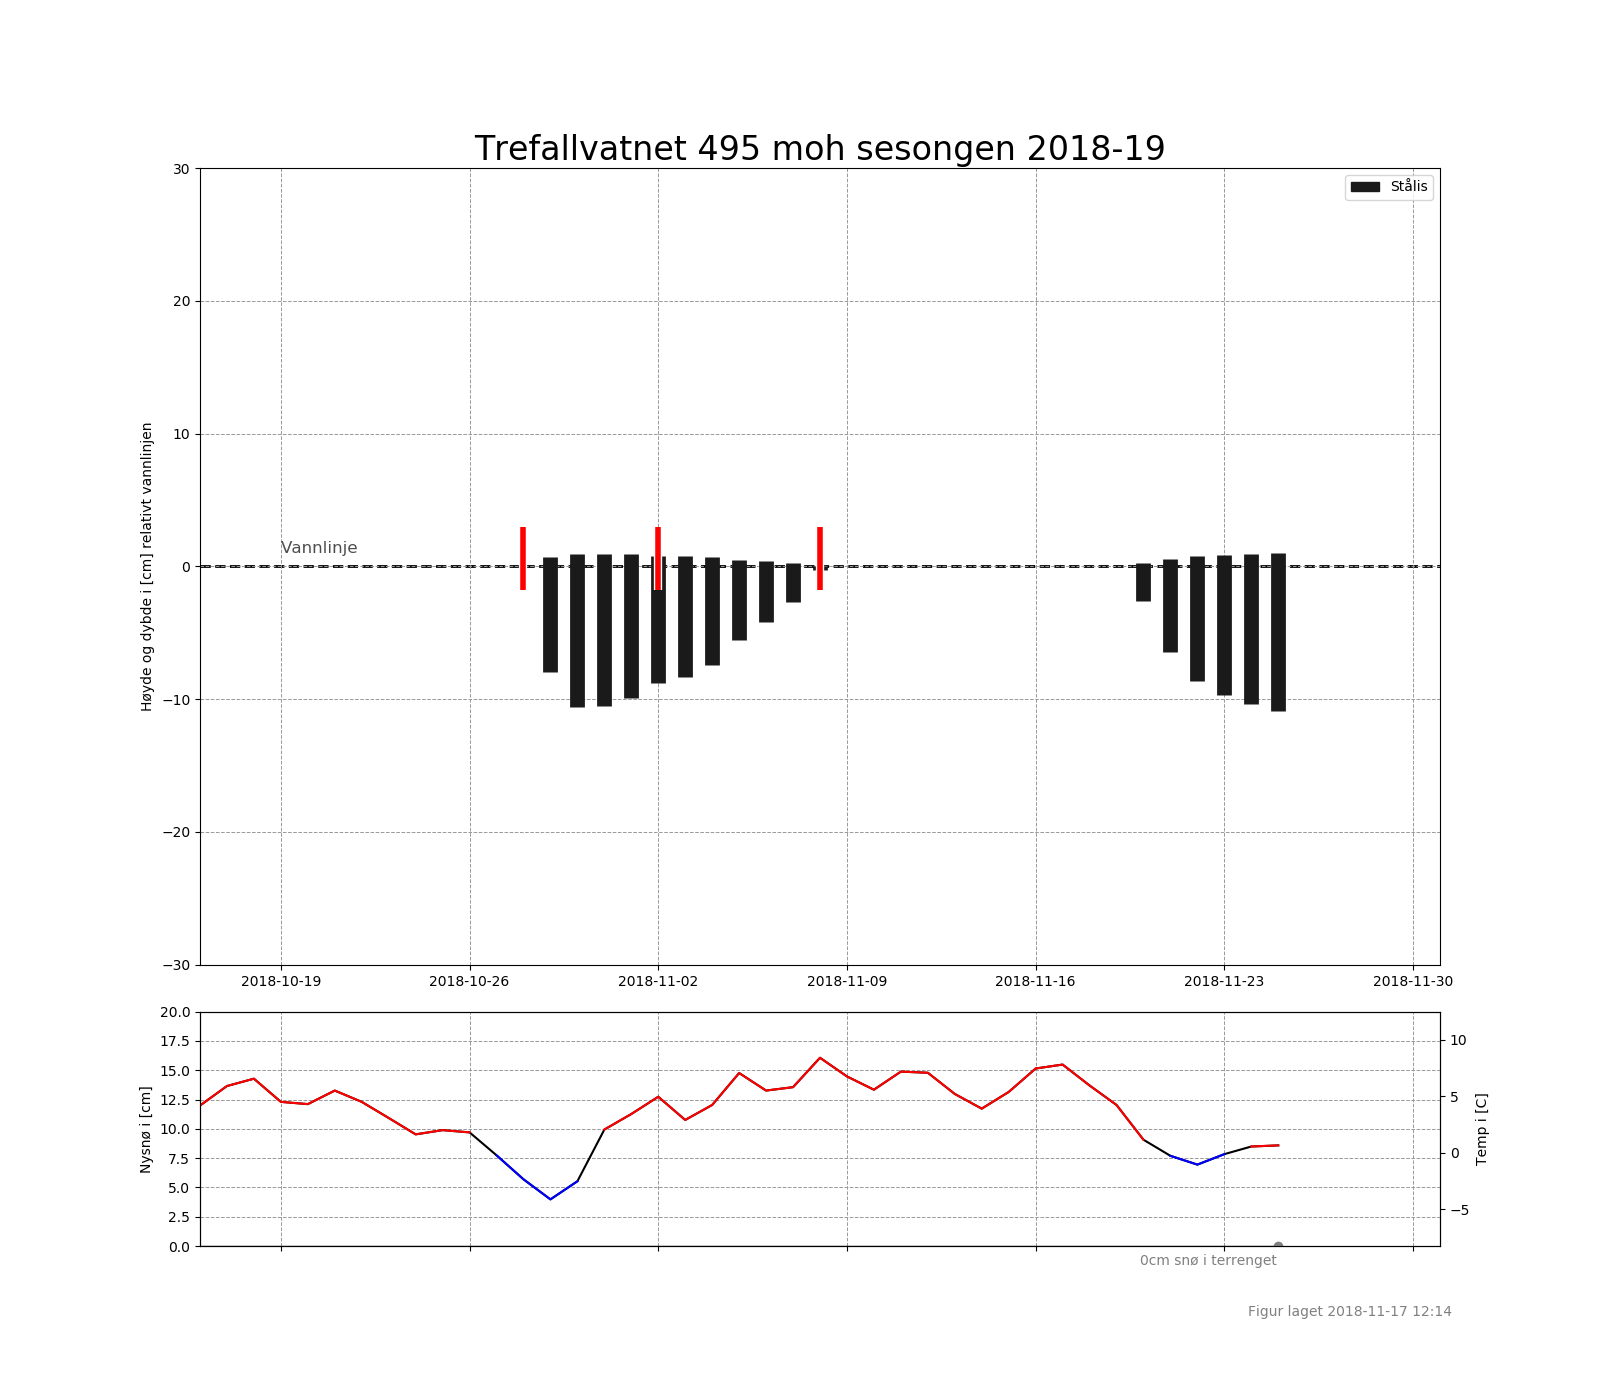 Trefallvatnet 495 moh sesongen 2018-19
Stålis
30
20
10
0
−10
−20
−30
Høyde og dybde i [cm] relativt vannlinjen
Vannlinje
2018-10-19 2018-10-26 2018-11-02 2018-11-09 2018-11-16 2018-11-23 2018-11-30
20.0
17.5
15.0
12.5
10.0
7.5
5.0
2.5
0.0
Nysnø i [cm]
10
5
0
−5
Temp i [C]
0cm snø i terrenget
Figur laget 2018-11-17 12:14